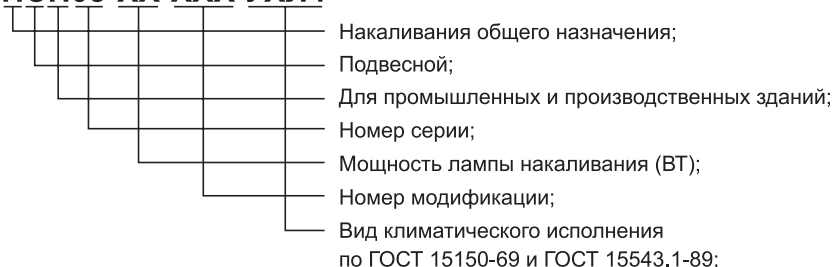 Накаливания общего назначения;
Подвесной;
Для промышленных и производственных зданий;
Номер серии;
Мощность лампы накаливания (ВТ);
Номер модификации;
Вид климатического исполнения
по ГОСТ 15150-69 и ГОСТ 15543.1-89;